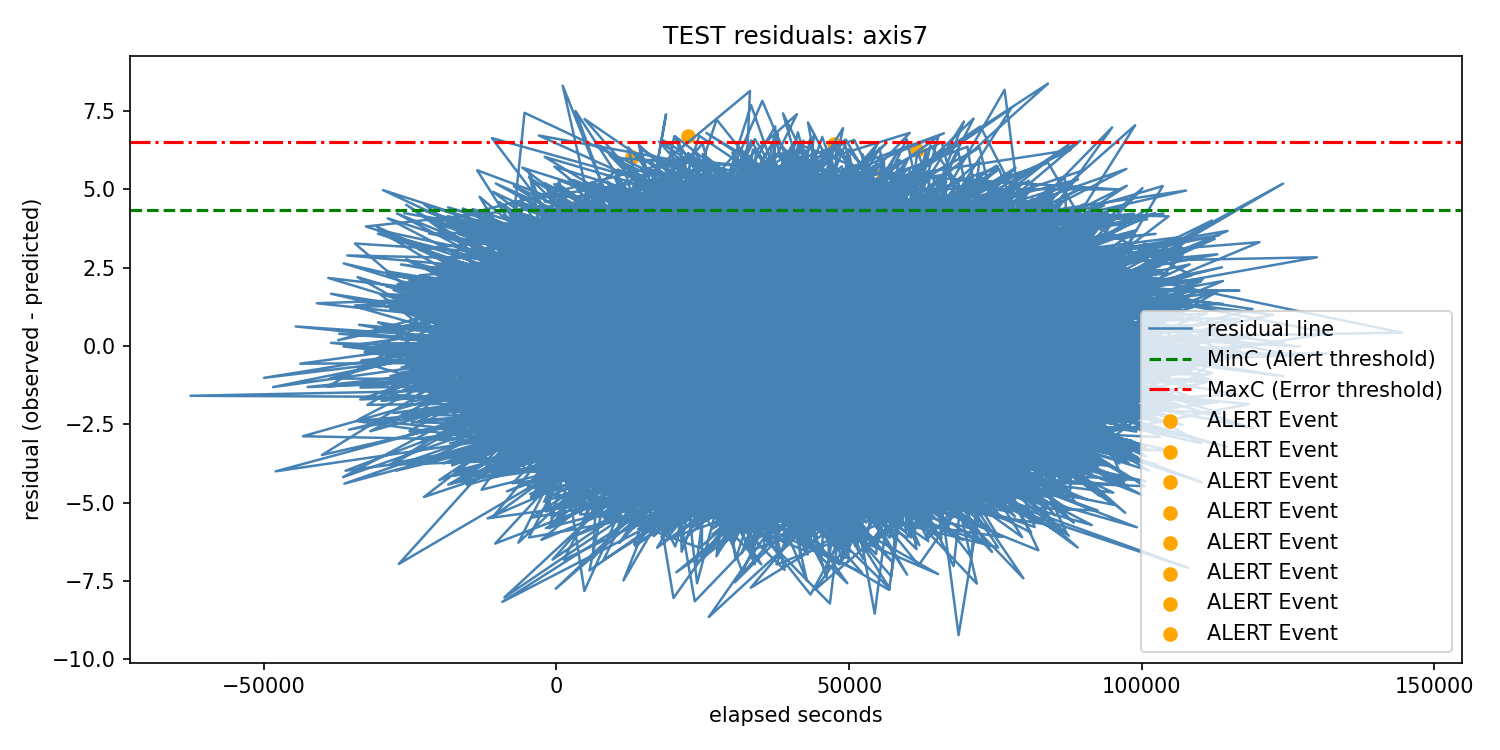 TEST residuals: axis7
residual (observed - predicted)
7.5
5.0
2.5
0.0
−2.5
−5.0
−7.5
−10.0
residual line
MinC (Alert threshold)
MaxC (Error threshold)
ALERT Event
ALERT Event
ALERT Event
ALERT Event
ALERT Event
ALERT Event
ALERT Event
ALERT Event
−50000 0 50000 100000 150000
elapsed seconds